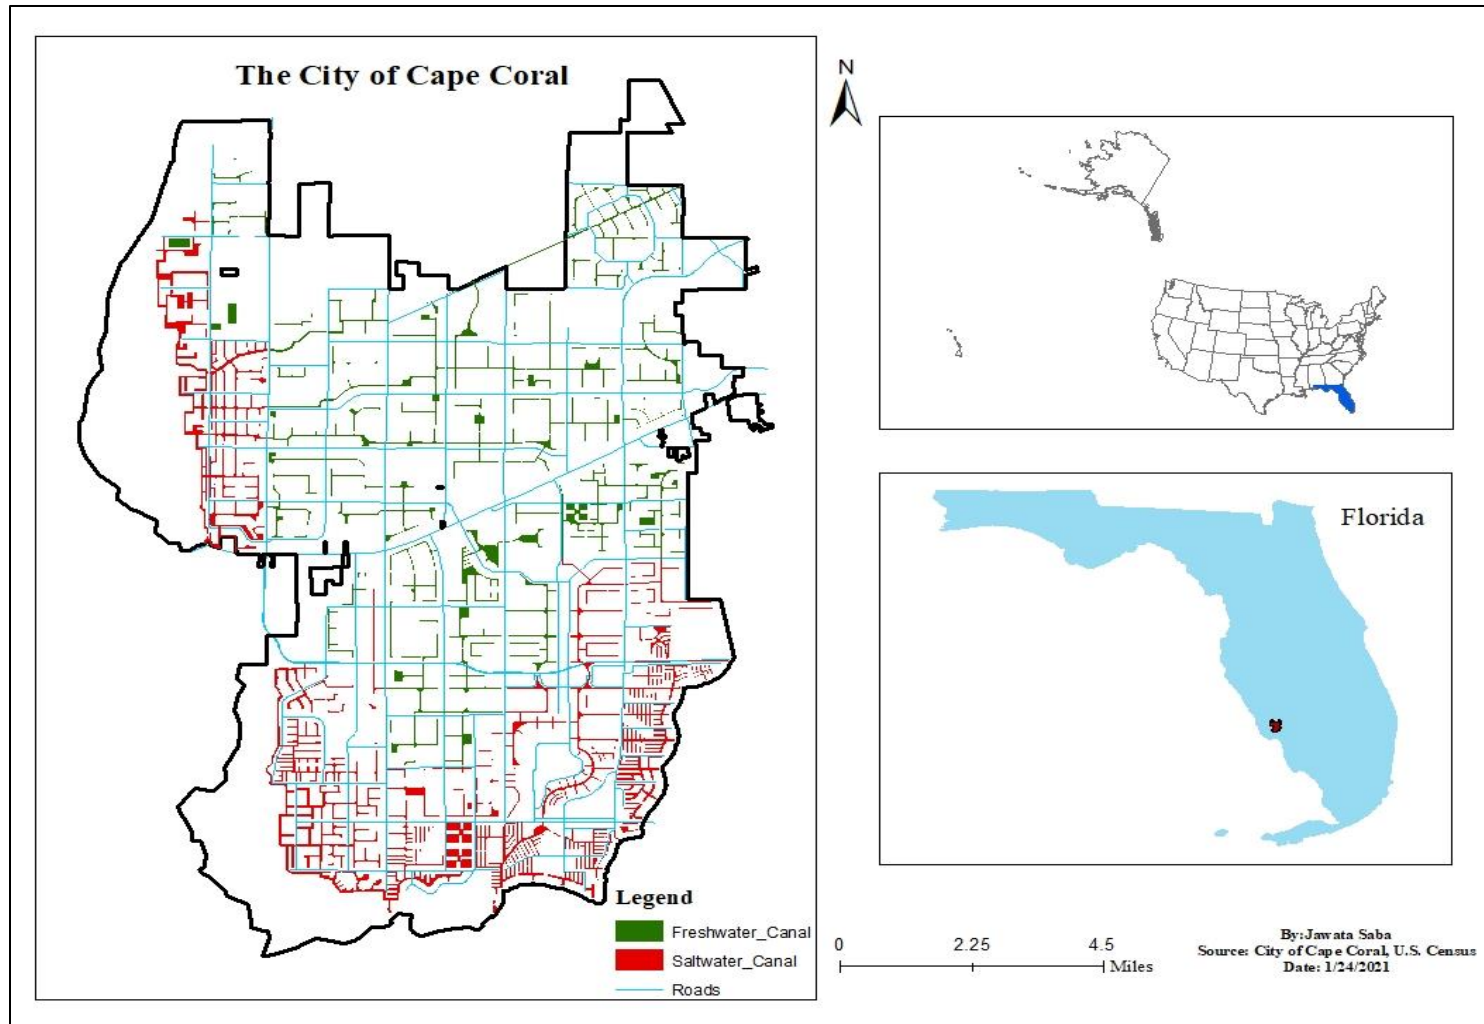 The City of Cape Coral
N
Florida
Legend
Freshwater_Canal
Saltwater_Canal
Roads
0 2.25 4.5
Miles
By:Jawata Saba
Source: City of Cape Coral, U.S. Census
Date: 1/24/2021